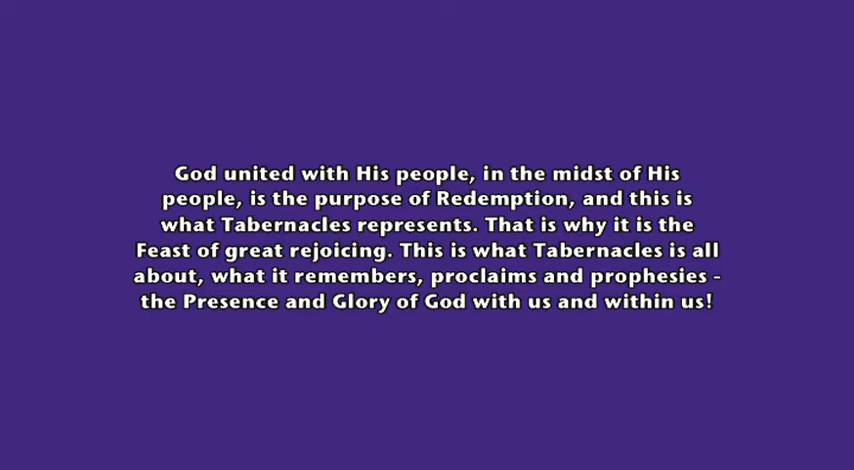 God united with His people, in the midst of His
people, is the purpose of Redemption, and this is
what Tabernacles represents. That is why it is the
Feast of great rejoicing. This is what Tabernacles is all
about, what it remembers, proclaims and prophesies -
the Presence and Glory of God with us and within us!